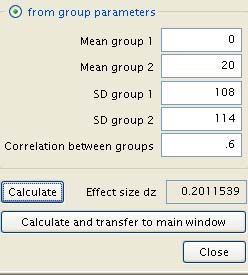 from group parameters
Mean group 1 0
Mean group 2 20
SD group 1 108
SD group 2 114
Correlation between groups .6
Calculate Effect size dz 0.2011539
Calculate and transfer to main window
Close